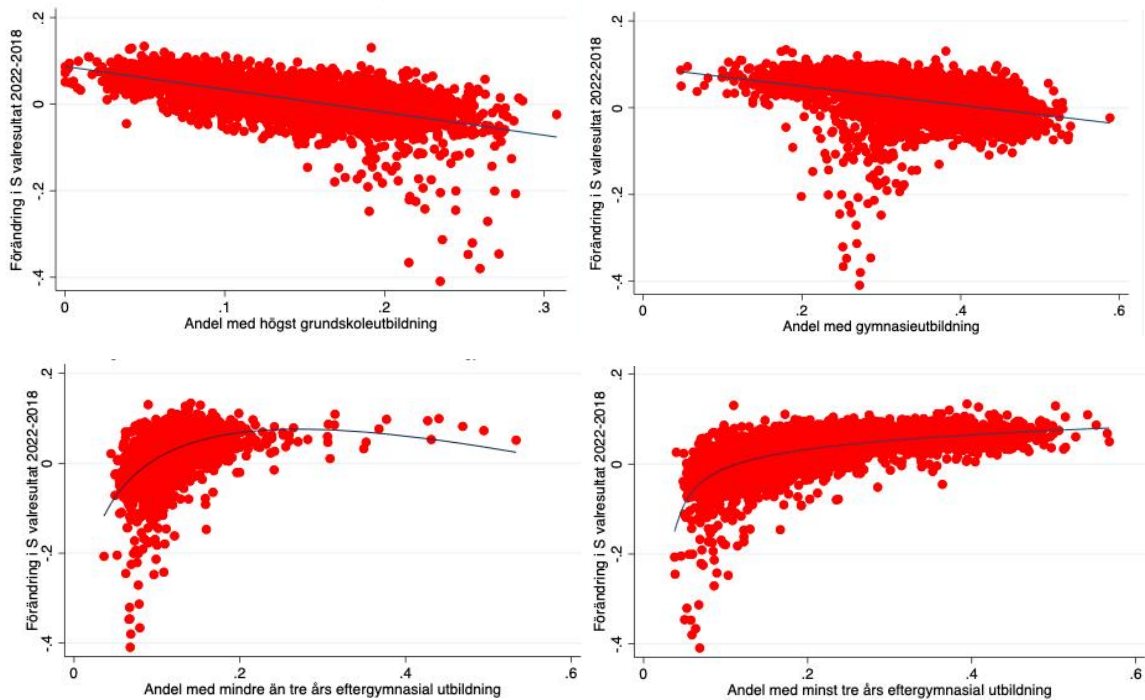 .2
0
-.2
-.4
Förändring i S valresultat 2022-2018
0 .1 .2 .3
Andel med högst grundskoleutbildning
.2
0
-.2
-.4
Förändring i S valresultat 2022-2018
0 .2 .4 .6
Andel med gymnasieutbildning
.2
0
-.2
-.4
Förändring i S valresultat 2022-2018
0 .2 .4 .6
Andel med mindre än tre års eftergymnasial utbildning
.2
0
-.2
-.4
Förändring i S valresultat 2022-2018
0 .2 .4 .6
Andel med minst tre års eftergymnasial utbildning